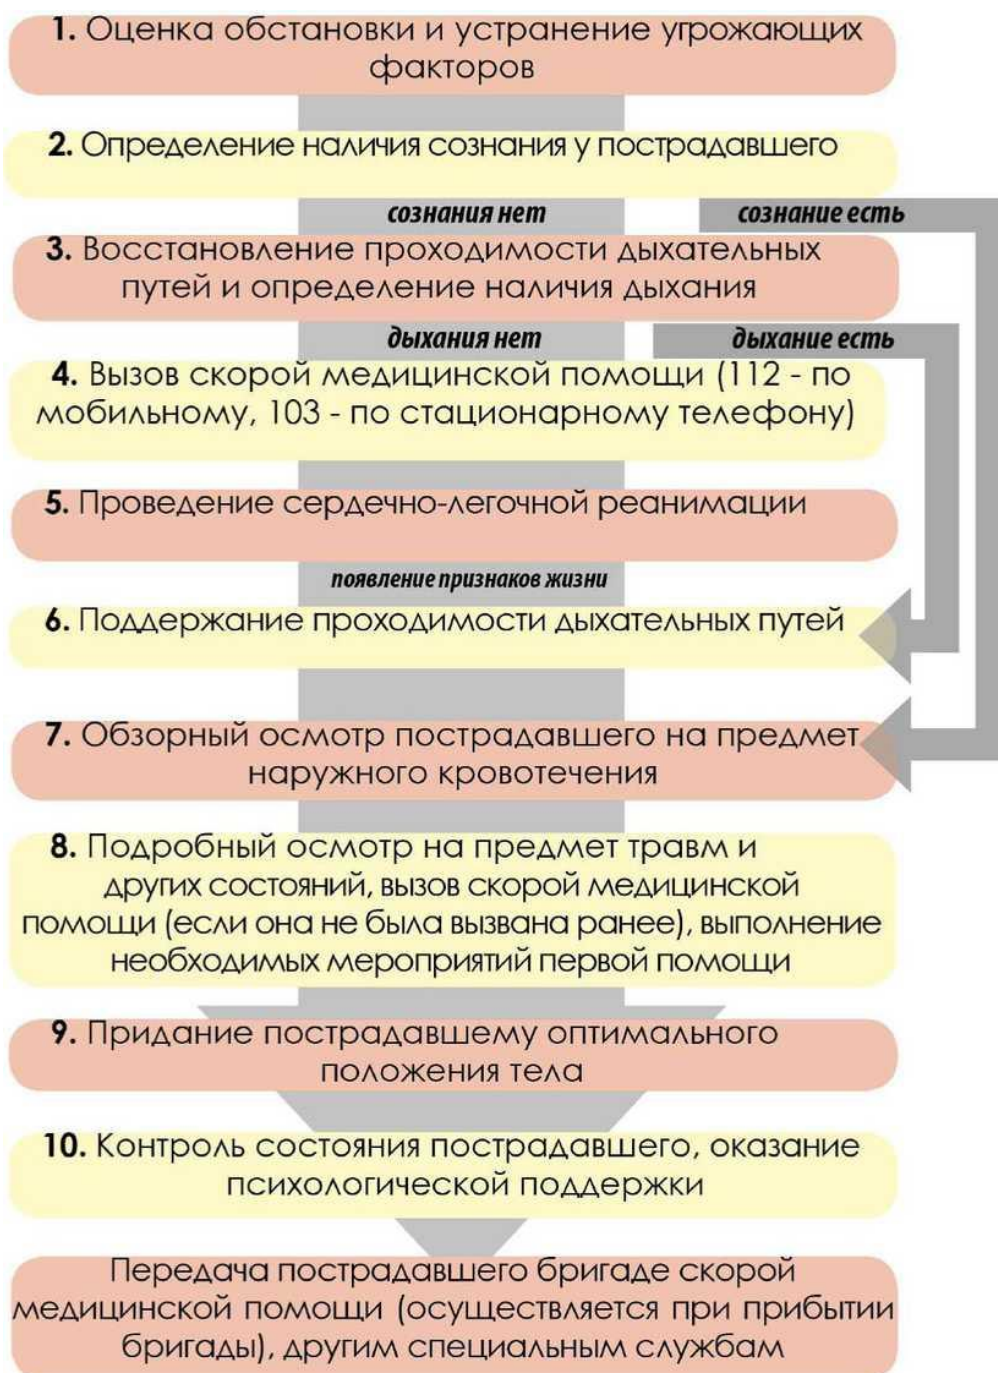 1. Оценка обстановки и устранение угрожающих
факторов
2. Определение наличия сознания у пострадавшего
сознания нет
сознание есть
3. Восстановление проходимости дыхательных
путей и определение наличия дыхания
дыхания нет
дыхание есть
4. Вызов скорой медицинской помощи (112 - по
мобильному, 103 - по стационарному телефону)
5. Проведение сердечно-легочной реанимации
появление признаков жизни
6. Поддержание проходимости дыхательных путей
7. Обзорный осмотр пострадавшего на предмет
наружного кровотечения
8. Подробный осмотр на предмет травм и
других состояний, вызов скорой медицинской
помощи (если она не была вызвана ранее), выполнение
необходимых мероприятий первой помощи
9. Придание пострадавшему оптимального
положения тела
10. Контроль состояния пострадавшего, оказание
психологической поддержки
Передача пострадавшего бригаде скорой
медицинской помощи (осуществляется при прибытии
бригады), другим специальным службам